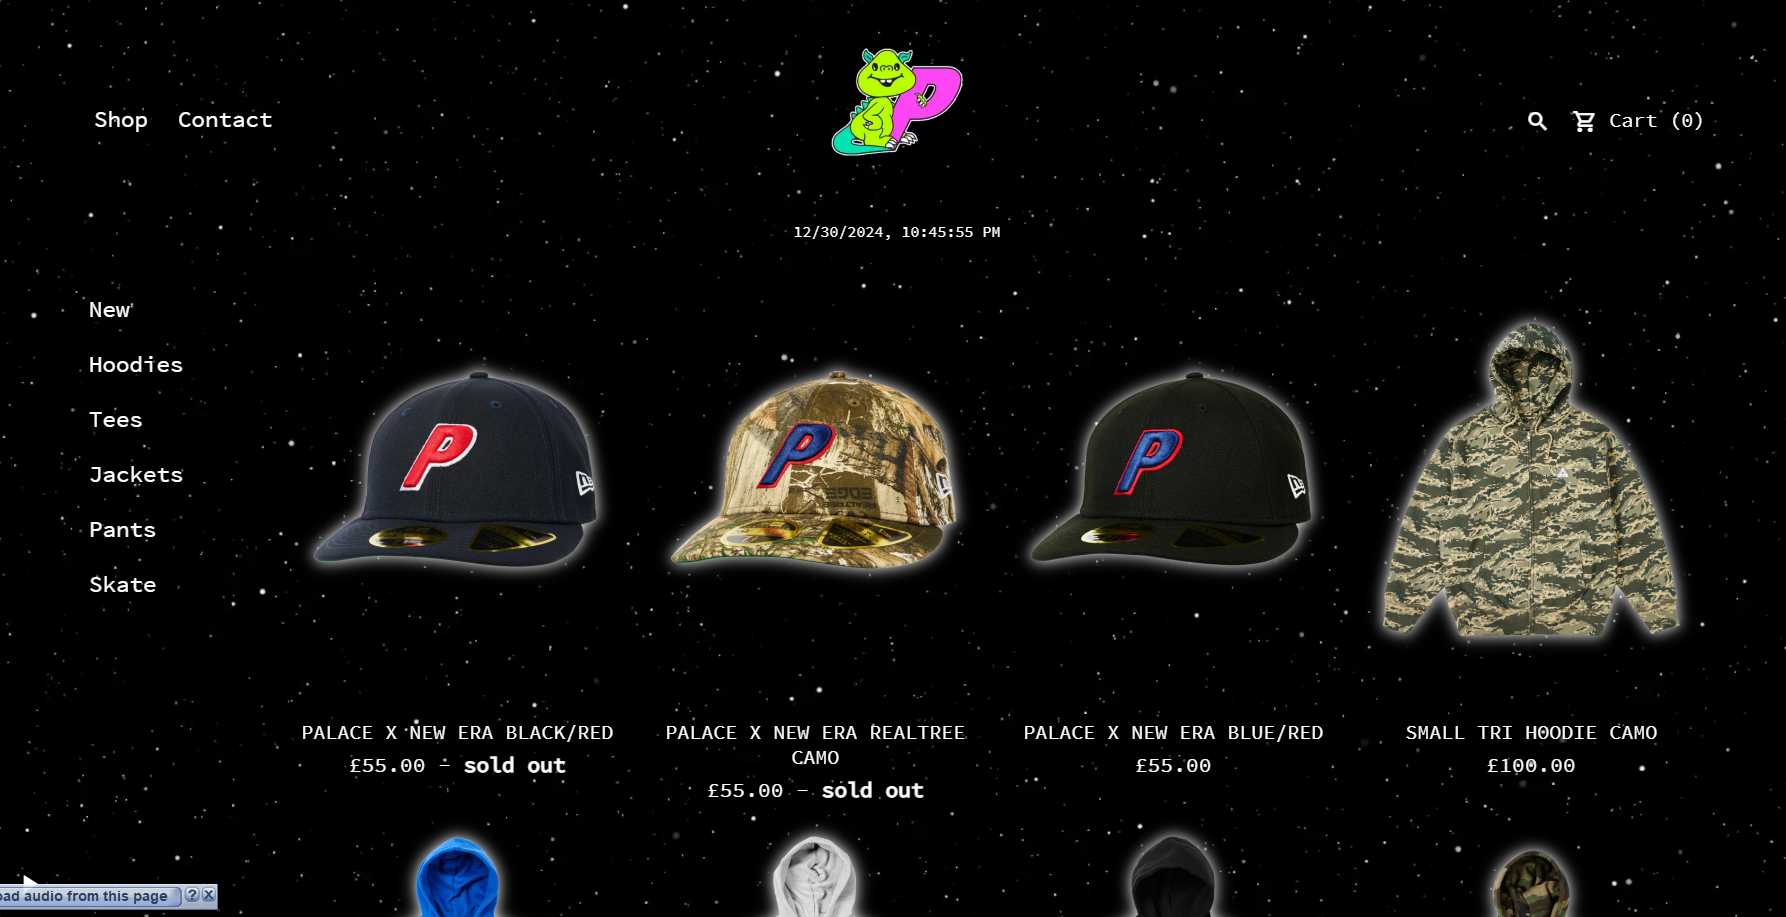 Shop Contact
Cart (0)
12/30/2024, 10:45:55 PM
New
Hoodies
Tees
Jackets
Pants
Skate
P
P
P
P
EDGE
PALACE X NEW ERA BLACK/RED
£55.00 - sold out
PALACE X NEW ERA REALTREE
CAMO
£55.00 - sold out
PALACE X NEW ERA BLUE/RED
£55.00
SMALL TRI HOODIE CAMO
£100.00
oad audio from this page ? X